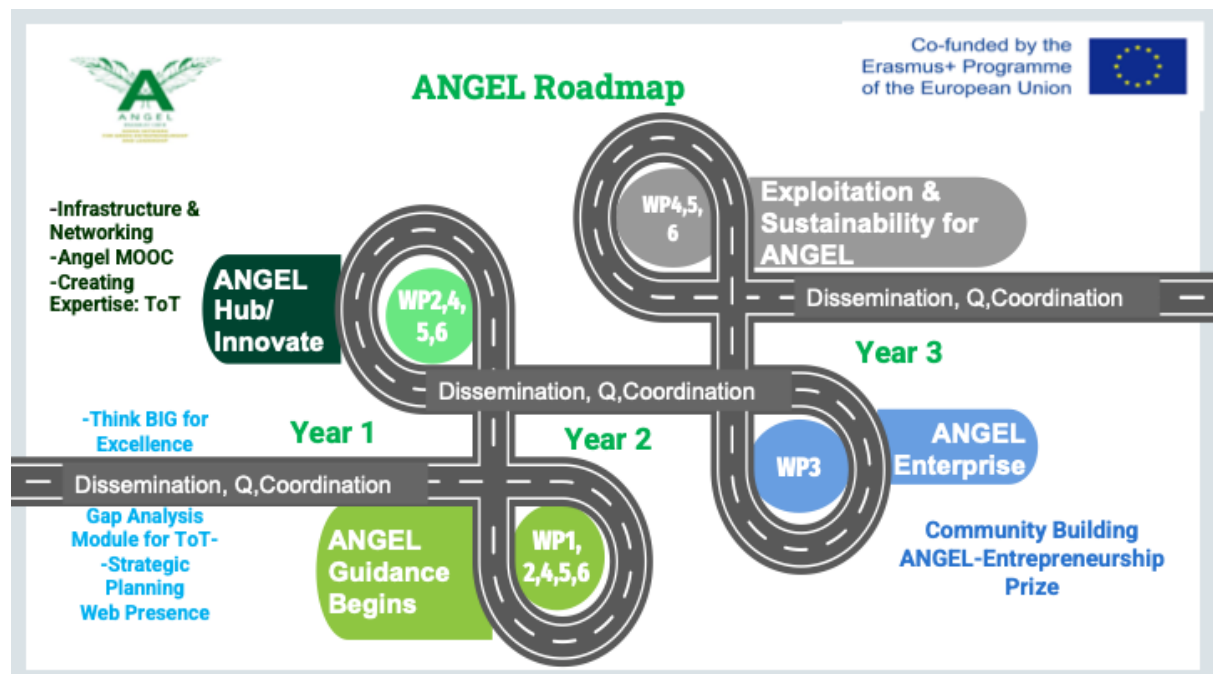 ANGEL Roadmap
Co-funded by the
Erasmus+ Programme
of the European Union
A
ANGEL
-Infrastructure &
Networking
-Angel MOOC
-Creating
Expertise: ToT
ANGEL
Hub/
Innovate
WP2,4,
5,6
WP4,5,
6
Exploitation &
Sustainability for
ANGEL
Dissemination, Q,Coordination
Year 3
Dissemination, Q,Coordination
-Think BIG for
Excellence
Year 1
Year 2
WP3
ANGEL
Enterprise
Dissemination, Q,Coordination
Gap Analysis
Module for ToT-
-Strategic
Planning
Web Presence
ANGEL
Guidance
Begins
WP1,
2,4,5,6
Community Building
ANGEL-Entrepreneurship
Prize